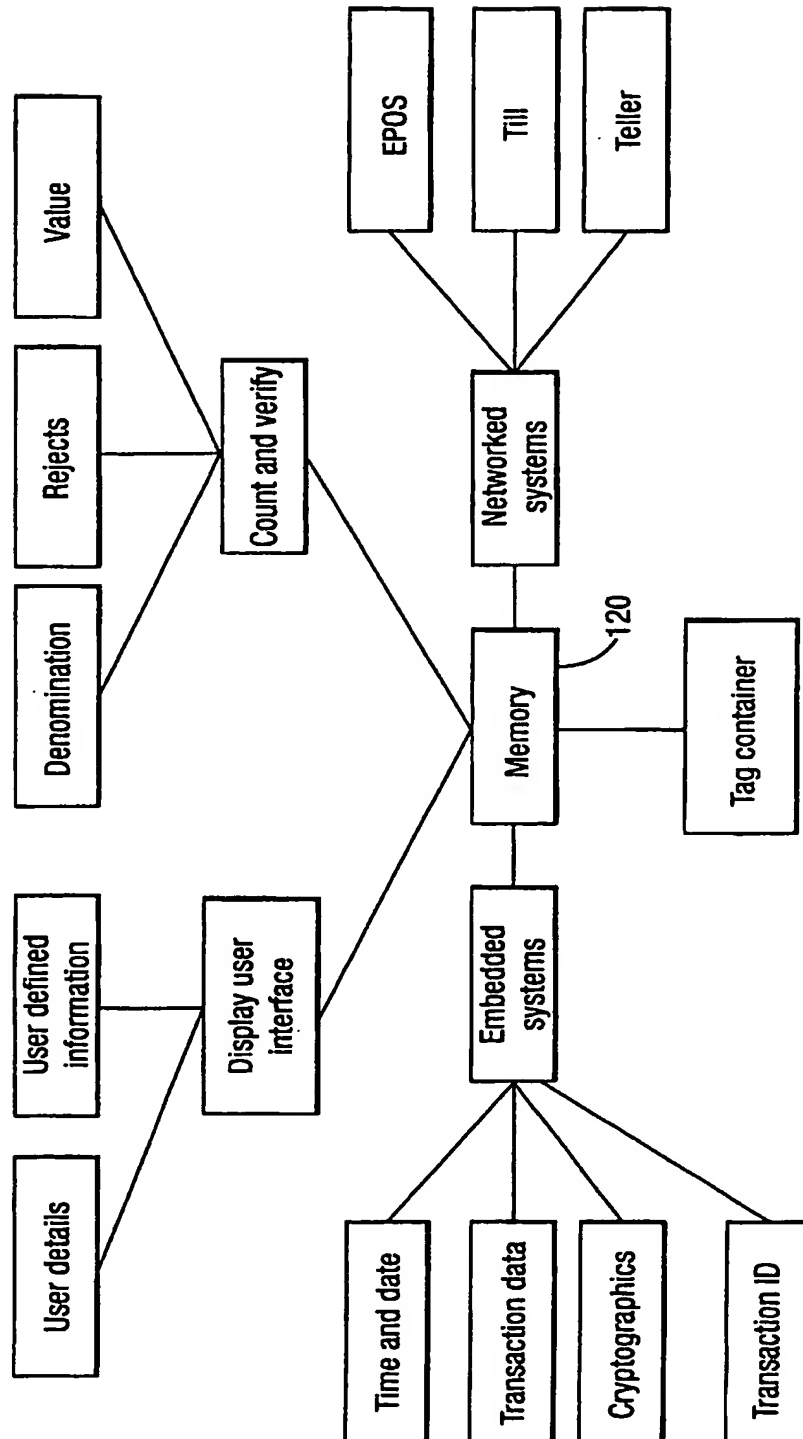 User details
User defined
information
Denomination
Rejects
Value
Display user
interface
Count and verify
Time and date
Transaction data
Cryptographics
Transaction ID
Embedded
systems
Memory
120
Networked
systems
EPOS
Till
Teller
Tag container